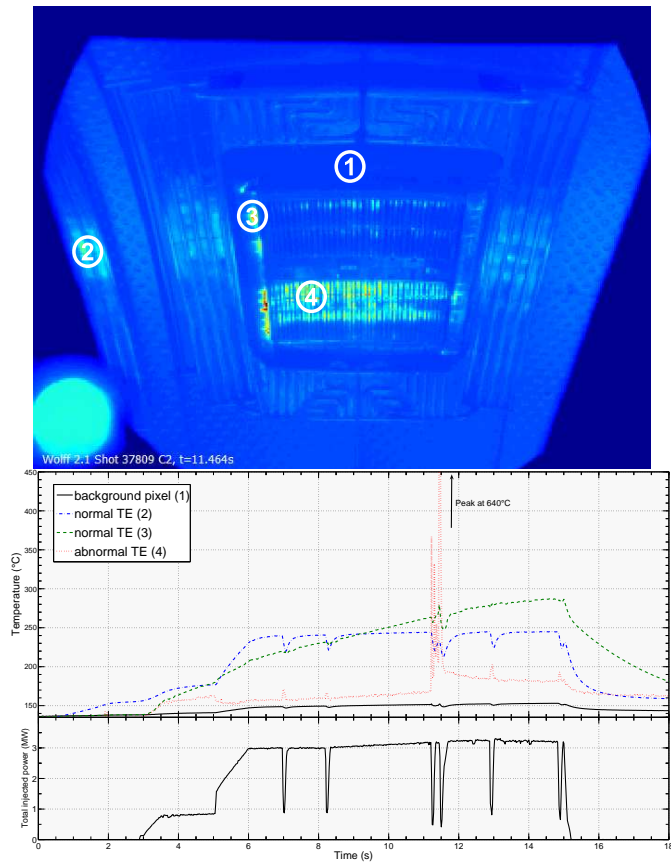 1
3
2
4
Wolff 2.1 Shot 37809 C2, t=11.464s
450
400
350
300
250
200
150
Temperature (°C)
background pixel (1)
normal TE (2)
normal TE (3)
abnormal TE (4)
Peak at 640°C
3
2
1
0
Total injected power (MW)
0 2 4 6 8 10 12 14 16 18
Time (s)